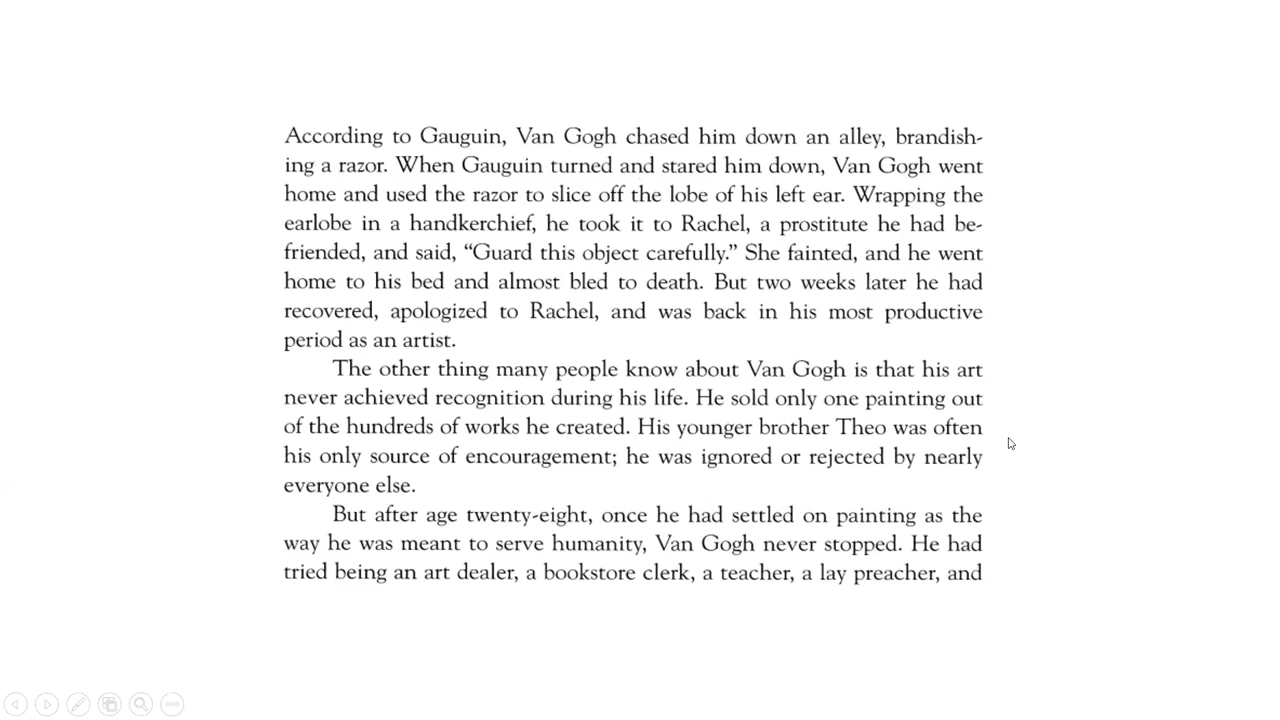 According to Gauguin, Van Gogh chased him down an alley, brandish-
ing a razor. When Gauguin turned and stared him down, Van Gogh went
home and used the razor to slice off the lobe of his left ear. Wrapping the
earlobe in a handkerchief, he took it to Rachel, a prostitute he had be-
friended, and said, “Guard this object carefully.” She fainted, and he went
home to his bed and almost bled to death. But two weeks later he had
recovered, apologized to Rachel, and was back in his most productive
period as an artist.
The other thing many people know about Van Gogh is that his art
never achieved recognition during his life. He sold only one painting out
of the hundreds of works he created. His younger brother Theo was often
his only source of encouragement; he was ignored or rejected by nearly
everyone else.
But after age twenty-eight, once he had settled on painting as the
way he was meant to serve humanity, Van Gogh never stopped. He had
tried being an art dealer, a bookstore clerk, a teacher, a lay preacher, and